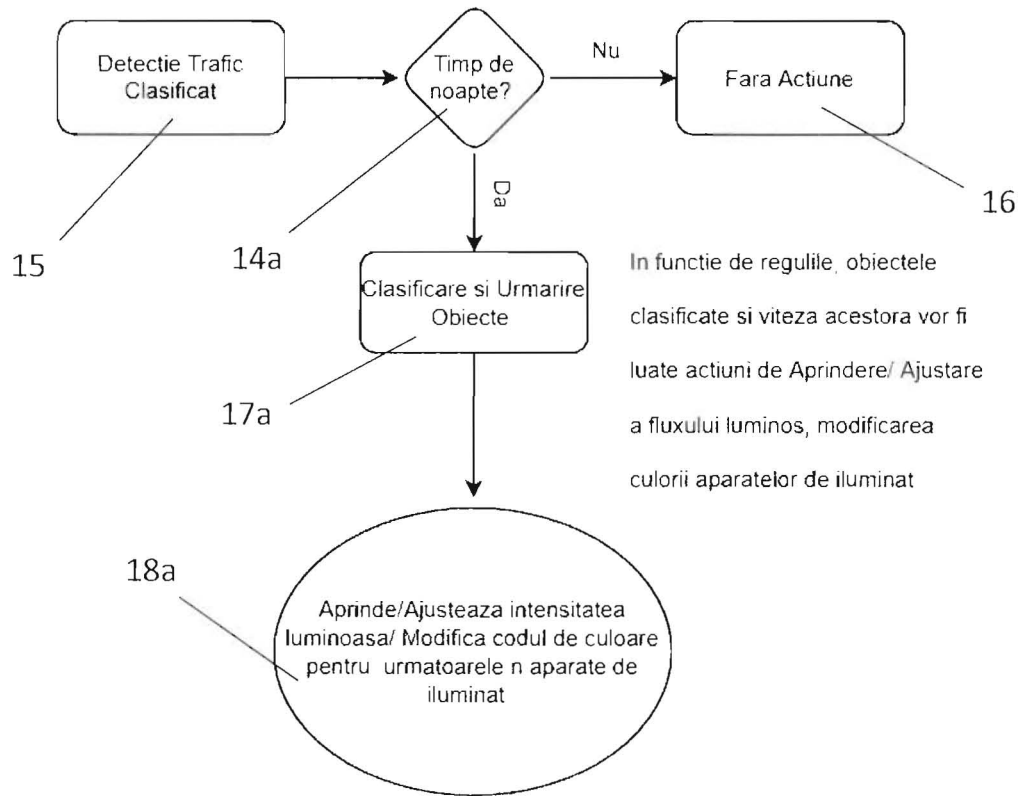 Detectie Trafic
Clasificat
Timp de
noapte?
Nu
Fara Actiune
Da
15
14a
16
Clasificare si Urmarire
Obiecte
17a
In functie de regulile, obiectele
clasificate si viteza acestora vor fi
luate actiuni de Aprindere/ Ajustare
a fluxului luminos, modificarea
culorii aparatelor de iluminat
18a
Aprinde/Ajusteaza intensitatea
luminoasa/ Modifica codul de culoare
pentru urmatoarele n aparate de
iluminat